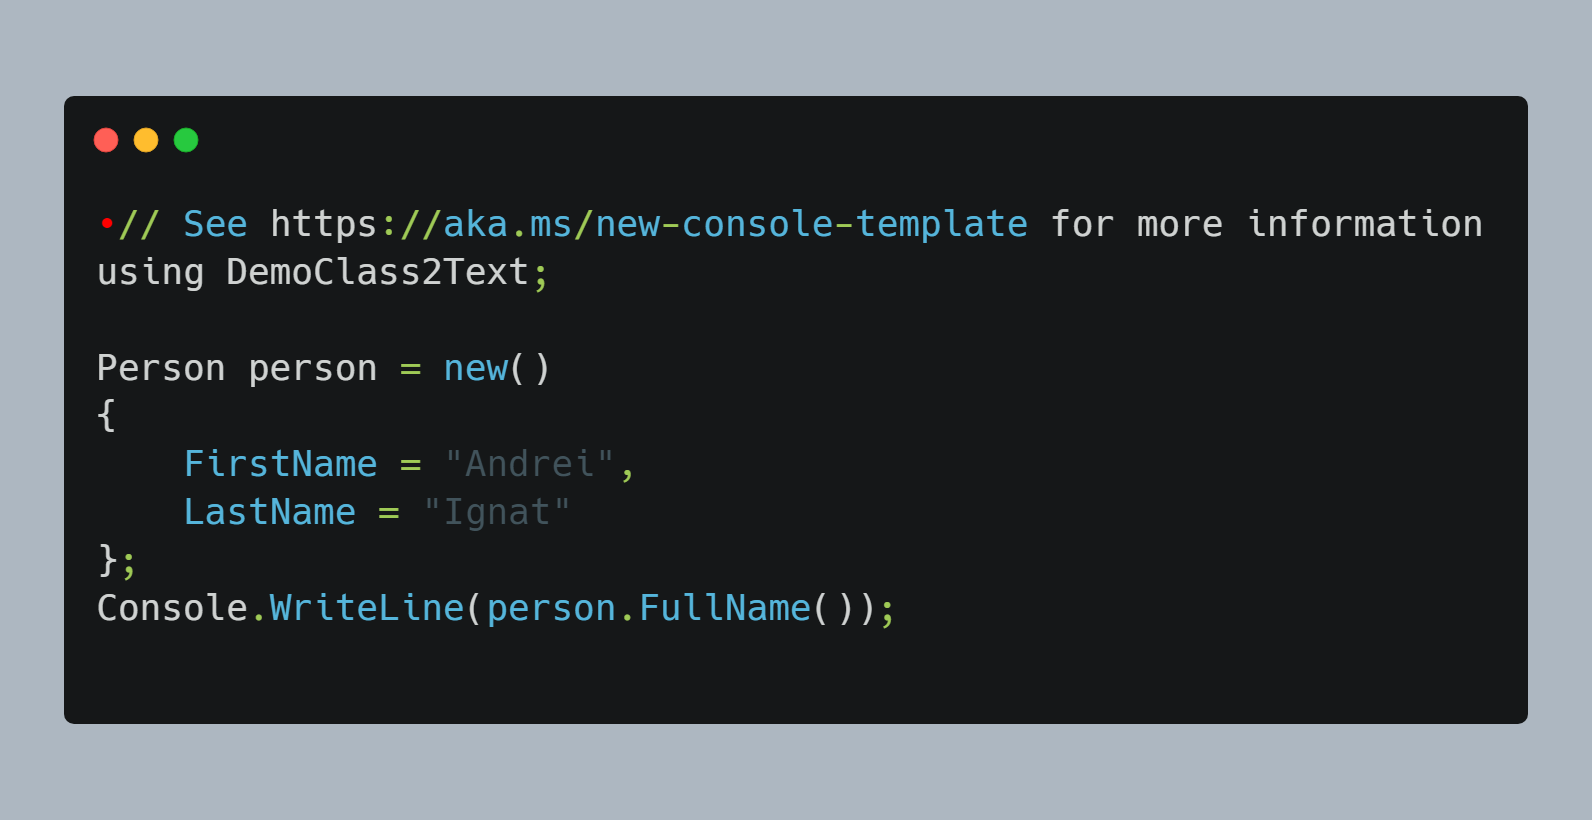 •// See https://aka.ms/new-console-template for more information
using DemoClass2Text;

Person person = new()
{
    FirstName = "Andrei",
    LastName = "Ignat"
};
Console.WriteLine(person.FullName());